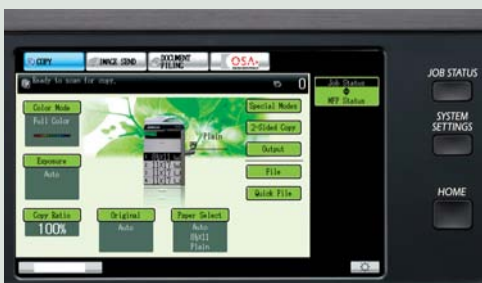 COPY
IMAGE SEND
DOCUMENT
FILING
OSA
Ready to scan for copy.
0
Job Status
MFP Status
Color Mode
Full Color
Special Modes
2-Sided Copy
Output
File
Quick File
Plain
Exposure
Auto
Copy Ratio
100%
Original
Auto
Paper Select
Auto
8½X11
Plain
JOB STATUS
SYSTEM
SETTINGS
HOME